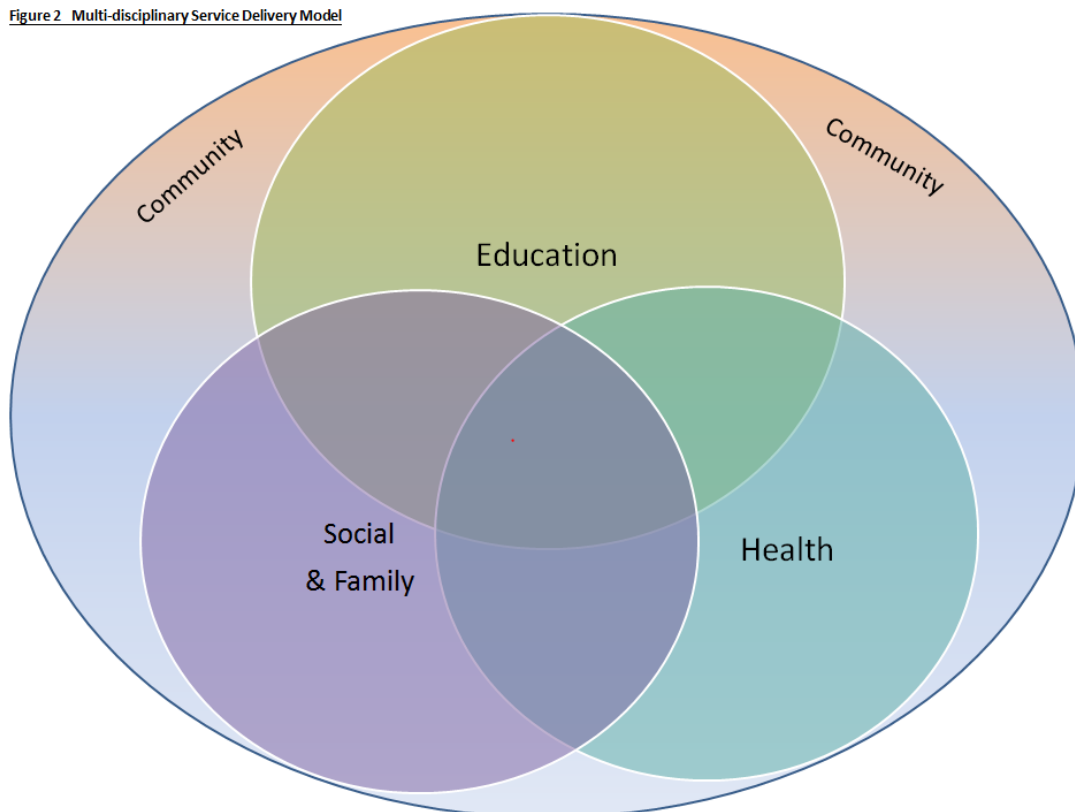 Figure 2 Multi-disciplinary Service Delivery Model
Community
Community
Education
Social
& Family
Health